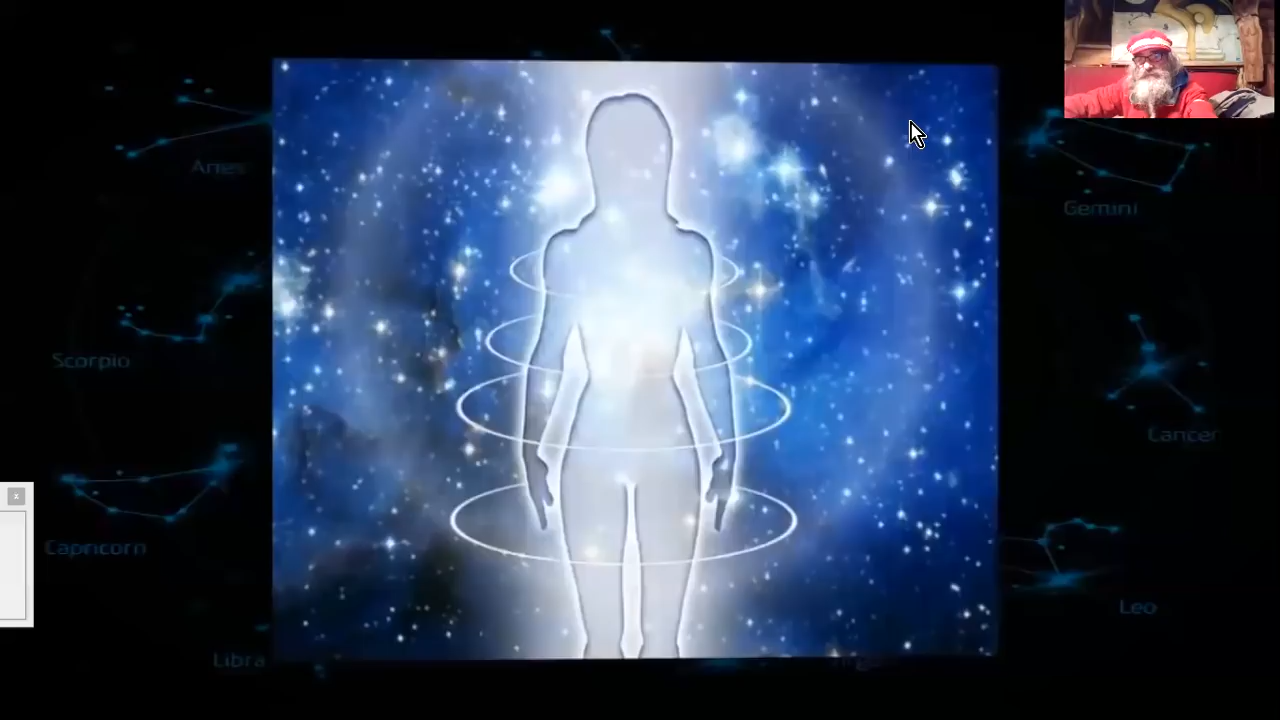 Aries
Gemini
Scorpio
Cancer
Capricorn
Leo
Libra
x